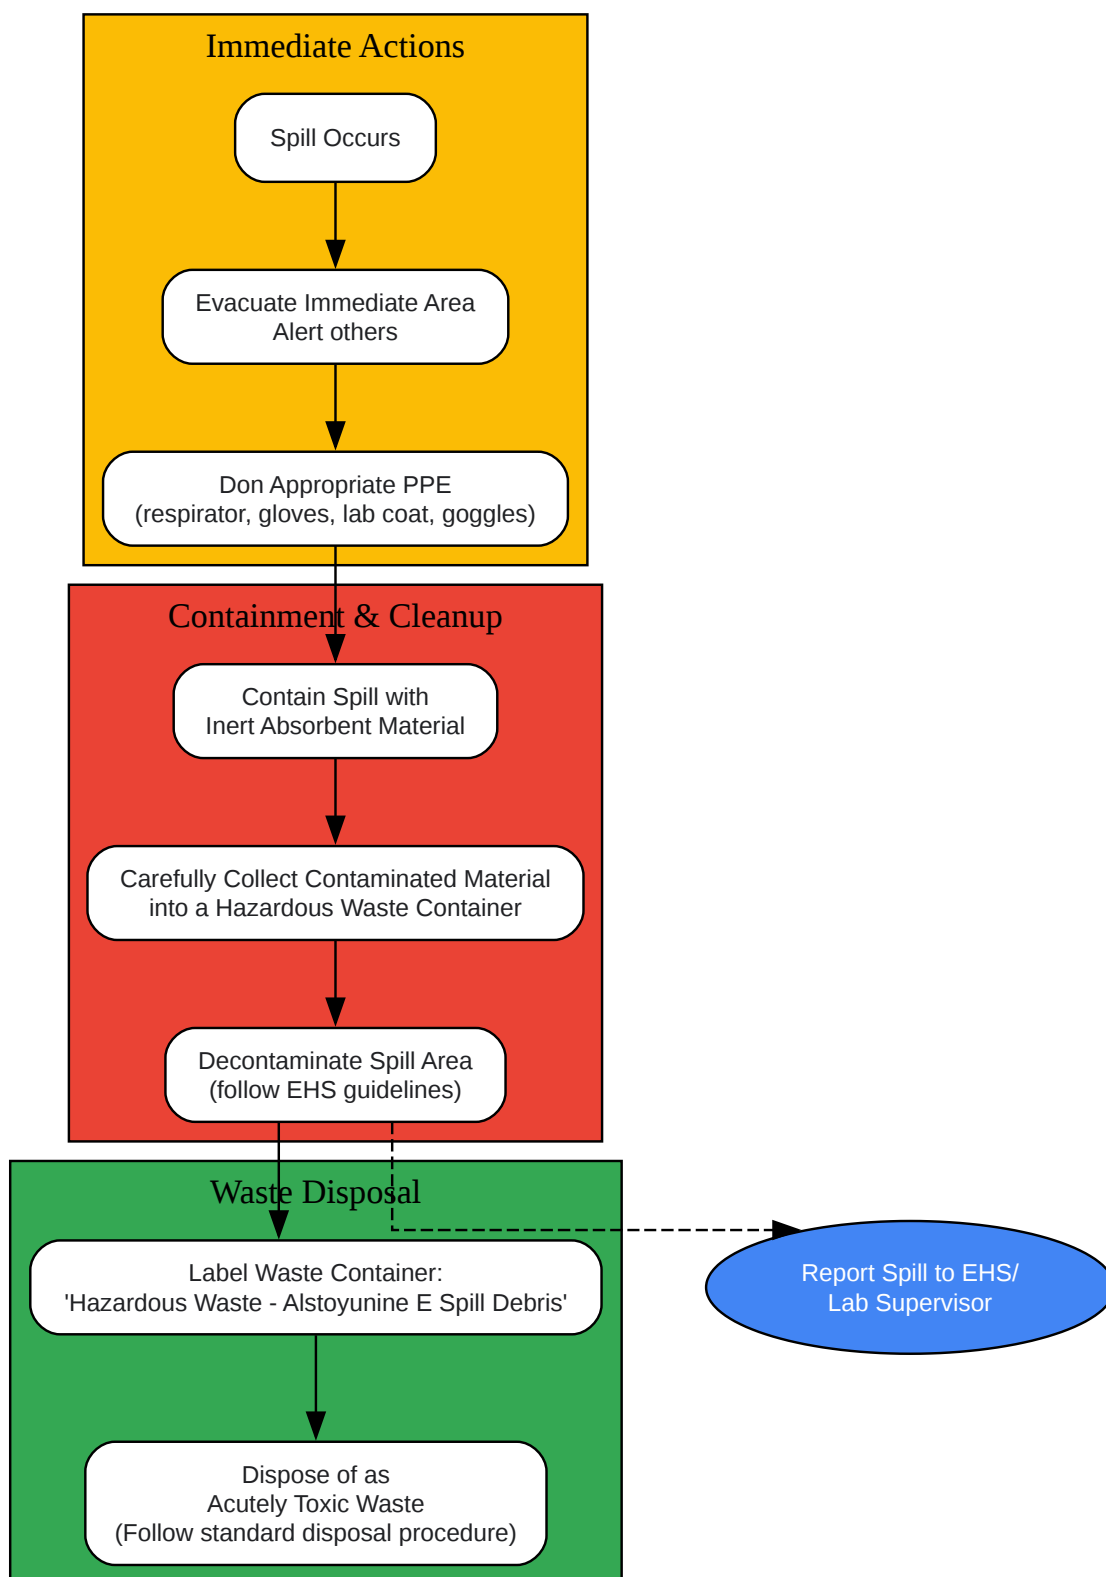 Immediate Actions
Spill Occurs
Evacuate Immediate Area
Alert others
Don Appropriate PPE
(respirator, gloves, lab coat, goggles)
Containment & Cleanup
Contain Spill with
Inert Absorbent Material
Carefully Collect Contaminated Material
into a Hazardous Waste Container
Decontaminate Spill Area
(follow EHS guidelines)
Waste Disposal
Label Waste Container:
'Hazardous Waste - Alstoyunine E Spill Debris'
Report Spill to EHS/
Lab Supervisor
Dispose of as
Acutely Toxic Waste
(Follow standard disposal procedure)